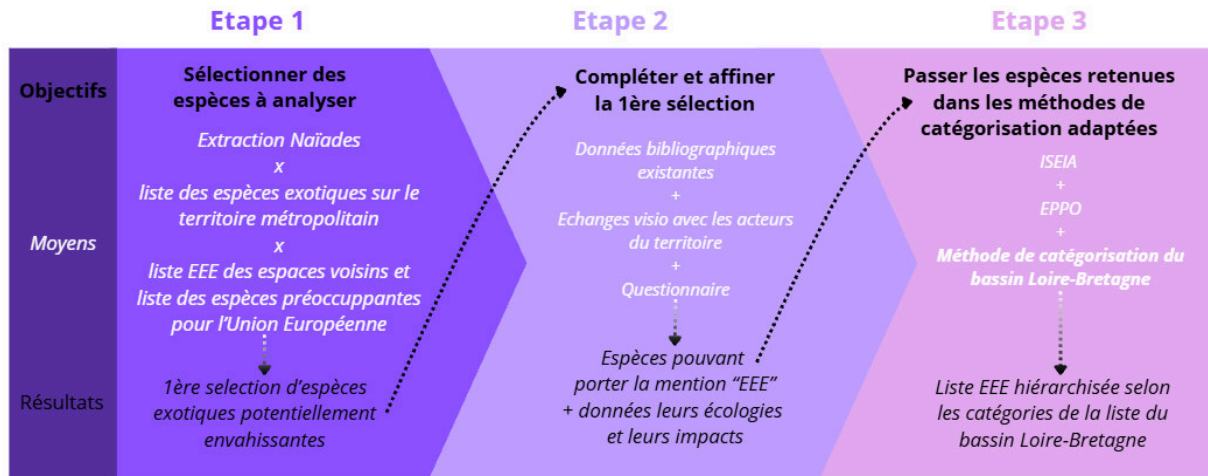 Etape 1
Etape 2
Etape 3
Objectifs
Sélectionner des
espèces à analyser
Compléter et affiner
la 1ère sélection
Passer les espèces retenues
dans les méthodes de
catégorisation adaptées
Moyens
Extraction Naïades
x
liste des espèces exotiques sur le
territoire métropolitain
x
liste EEE des espaces voisins et
liste des espèces préoccuppantes
pour l'Union Européenne
Données bibliographiques
existantes
+
Echanges visio avec les acteurs
du territoire
+
Questionnaire
ISEIA
+
EPPO
+
Méthode de catégorisation du
bassin Loire-Bretagne
Résultats
1ère selection d'espèces
exotiques potentiellement
envahissantes
Espèces pouvant
porter la mention "EEE"
+ données leurs écologies
et leurs impacts
Liste EEE hiérarchisée selon
les catégories de la liste du
bassin Loire-Bretagne